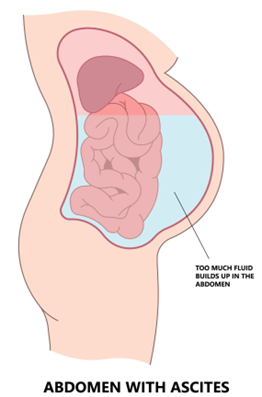 TOO MUCH FLUID
BUILDS UP IN THE
ABDOMEN
ABDOMEN WITH ASCITES